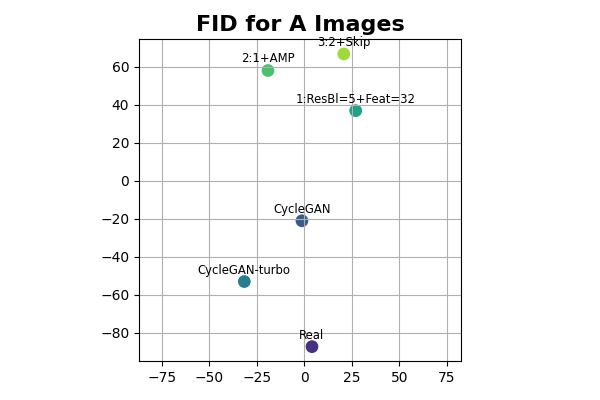 FID for A Images
3:2+Skip
2:1+AMP
1:ResBl=5+Feat=32
CycleGAN
CycleGAN-turbo
Real
60
40
20
0
−20
−40
−60
−80
−75
−50
−25
0
25
50
75